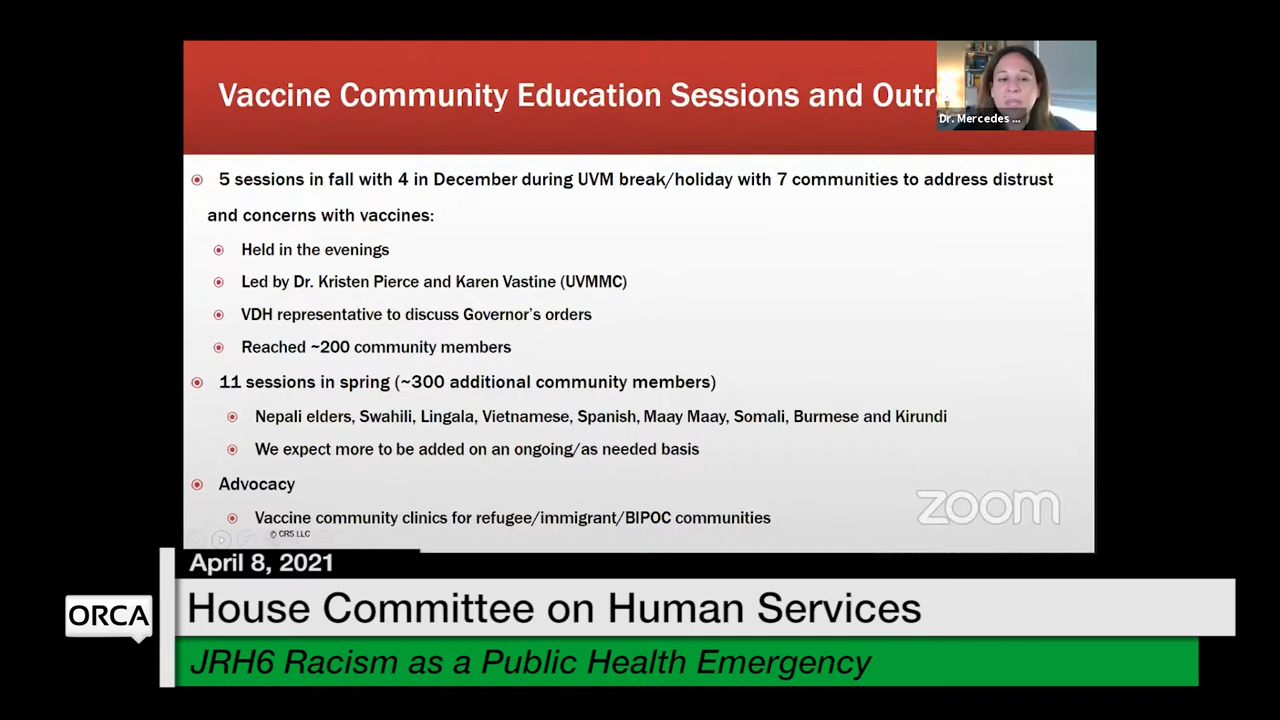 Vaccine Community Education Sessions and Outr
Dr. Mercedes ...
5 sessions in fall with 4 in December during UVM break/holiday with 7 communities to address distrust
and concerns with vaccines:
Held in the evenings
Led by Dr. Kristen Pierce and Karen Vastine (UVMMC)
VDH representative to discuss Governor's orders
Reached ~200 community members
11 sessions in spring (~300 additional community members)
Nepali elders, Swahili, Lingala, Vietnamese, Spanish, Maay Maay, Somali, Burmese and Kirundi
We expect more to be added on an ongoing/as needed basis
Advocacy
Vaccine community clinics for refugee/immigrant/BIPOC communities
© CRS LLC
zoom
April 8, 2021
ORCA
House Committee on Human Services
JRH6 Racism as a Public Health Emergency